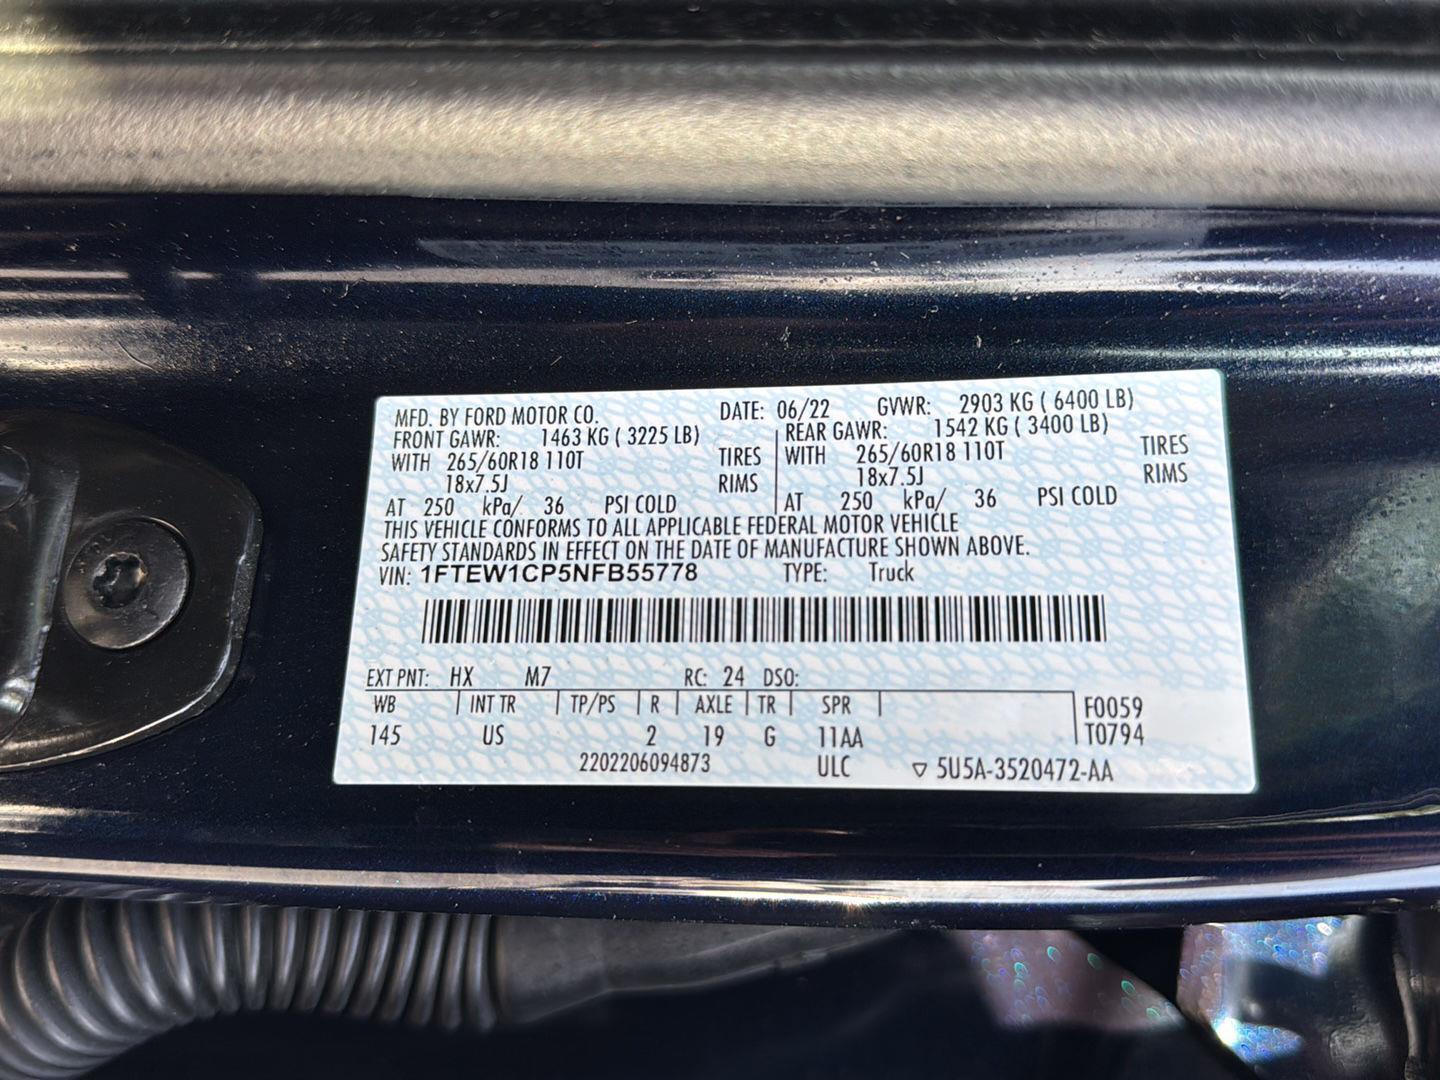 MFD. BY FORD MOTOR CO. DATE: 06/22 GVWR: 2903 KG ( 6400 LB)
FRONT GAWR: 1463 KG ( 3225 LB) REAR GAWR: 1542 KG ( 3400 LB)
WITH 265/60R18 110T TIRES WITH 265/60R18 110T TIRES
18x7.5J RIMS 18x7.5J RIMS
AT 250 kPa/ 36 PSI COLD AT 250 kPa/ 36 PSI COLD
THIS VEHICLE CONFORMS TO ALL APPLICABLE FEDERAL MOTOR VEHICLE
SAFETY STANDARDS IN EFFECT ON THE DATE OF MANUFACTURE SHOWN ABOVE.
VIN: 1FTEW1CP5NFB55778 TYPE: Truck
EXT PNT: HX M7 RC: 24 DSO:
WB INT TR TP/PS R AXLE TR SPR F0059
145 US 2 19 G 11AA T0794
2202206094873 ULC ▽ 5U5A-3520472-AA